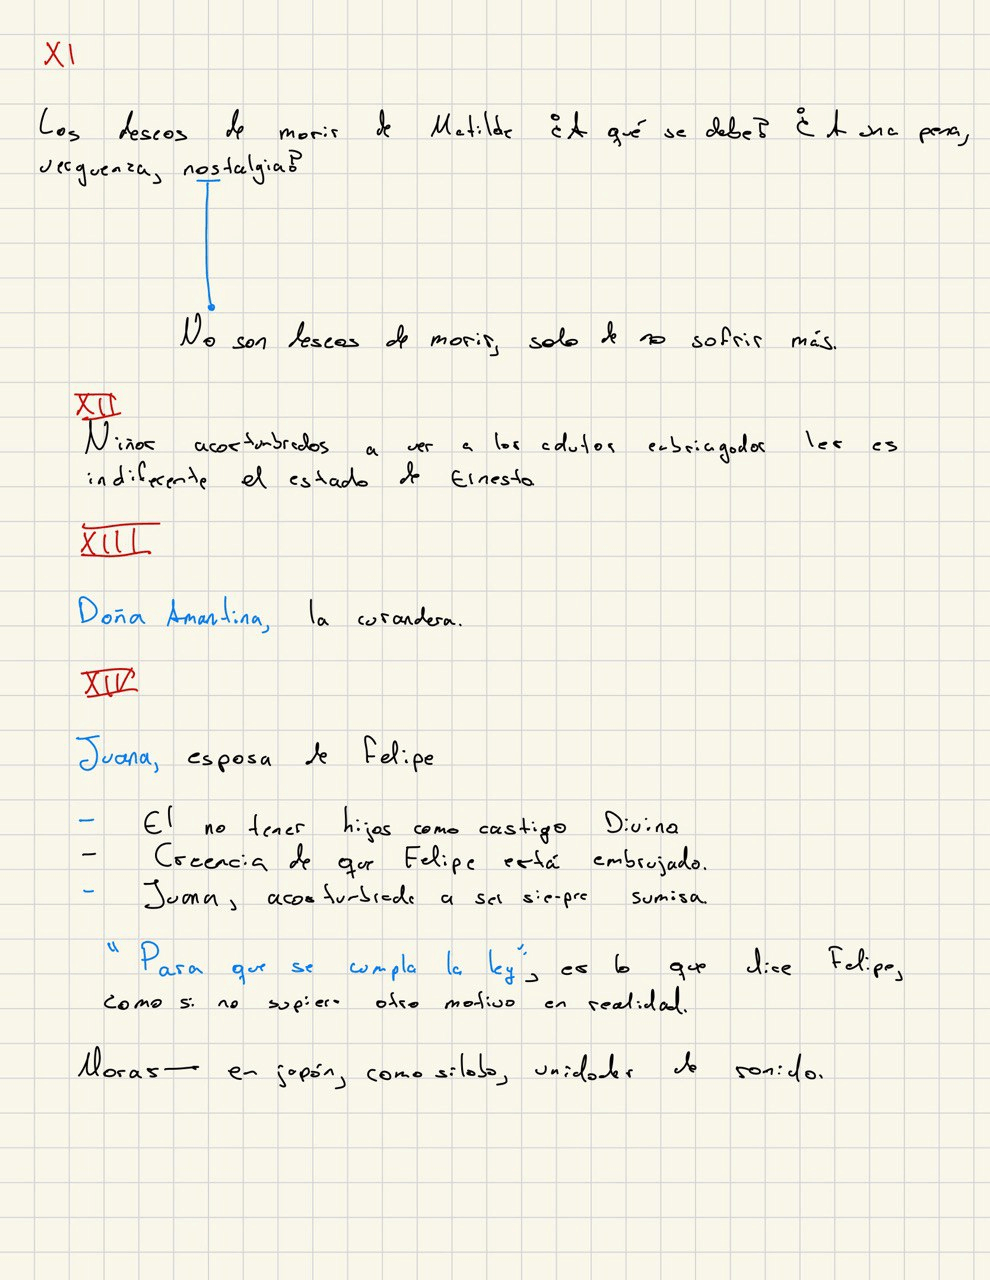 XI
Los deseos de morir de Matilde ¿A qué se debe? ¿A una pena,
verguenza, nostalgia?
No son deseos de morir, solo de no sofrir más.
XII
Niños acostumbrados a ver a los adultos embriagados les es
indiferente el estado de Ernesto
XIII
Doña Amantina, la curandera.
XIV
Juana, esposa de Felipe
- El no tener hijos como castigo Divino
- Creencia de que Felipe está embrujado.
- Juana, acostumbrada a ser siempre sumisa.
"Para que se cumpla la ley", es lo que dice Felipe,
como si no supiera otro motivo en realidad.
Moras— en japón, como silaba, unidades de sonido.